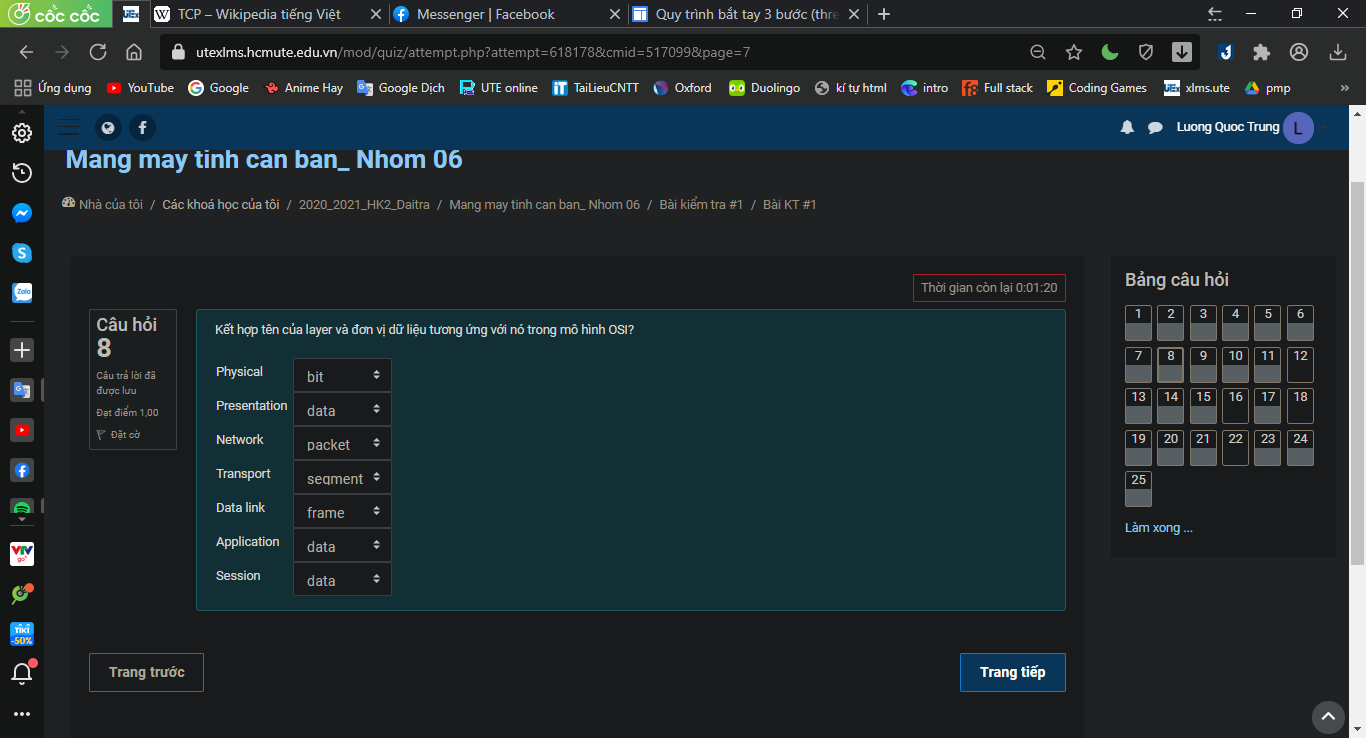 cốc cốc
UTEx
W TCP – Wikipedia tiếng Việt
Messenger | Facebook
Quy trình bắt tay 3 bước (thre
utexlms.hcmute.edu.vn/mod/quiz/attempt.php?attempt=618178&cmid=517099&page=7
Ứng dụng
YouTube
Google
Anime Hay
Google Dịch
UTE online
TaiLieuCNTT
Oxford
Duolingo
kí tự html
intro
Full stack
Coding Games
xlms.ute
pmp
»
Luong Quoc Trung
L
Mang may tinh can ban_ Nhom 06
Nhà của tôi / Các khoá học của tôi / 2020_2021_HK2_Daitra / Mang may tinh can ban_ Nhom 06 / Bài kiểm tra #1 / Bài KT #1
Thời gian còn lại 0:01:20
Câu hỏi
8
Câu trả lời đã
được lưu
Đạt điểm 1,00
Đặt cờ
Kết hợp tên của layer và đơn vị dữ liệu tương ứng với nó trong mô hình OSI?
Physical bit
Presentation data
Network packet
Transport segment
Data link frame
Application data
Session data
Trang trước
Trang tiếp
Bảng câu hỏi
1 2 3 4 5 6
7 8 9 10 11 12
13 14 15 16 17 18
19 20 21 22 23 24
25
Làm xong ...
Zalo
VTV
go
TIKI
-50%